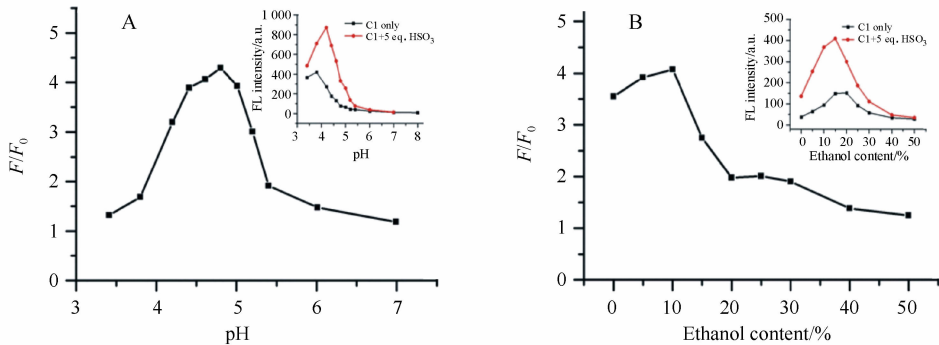 A
F/F0
5
4
3
2
1
0
3 4 5 6 7
pH
FL intensity/a.u.
1 000
800
600
400
200
0
3 4 5 6 7 8
pH
C1 only
C1+5 eq. HSO3
B
F/F0
5
4
3
2
1
0
0 10 20 30 40 50
Ethanol content/%
FL intensity/a.u.
500
400
300
200
100
0
0 10 20 30 40 50
Ethanol content/%
C1 only
C1+5 eq. HSO3